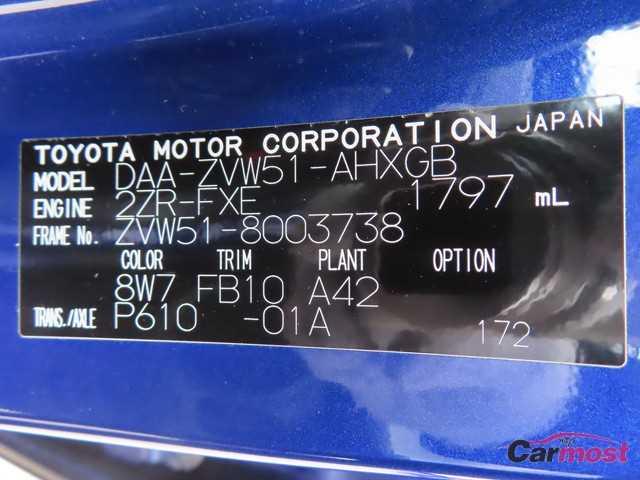 TOYOTA MOTOR CORPORATION JAPAN
MODEL DAA-ZVW51-AHXGB
ENGINE 2ZR-FXE 1797 mL
FRAME No. ZVW51-8003738
COLOR TRIM PLANT OPTION
8W7 FB10 A42
TRANS./AXLE P610 -01A
172
Carmost